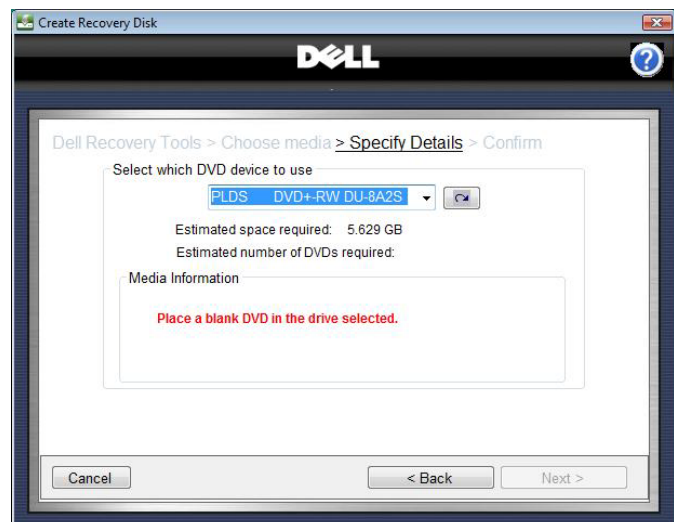 Create Recovery Disk
DELL
?
Dell Recovery Tools > Choose media > Specify Details > Confirm
Select which DVD device to use
PLDS DVD+-RW DU-8A2S
Estimated space required: 5.629 GB
Estimated number of DVDs required:
Media Information
Place a blank DVD in the drive selected.
Cancel
< Back
Next >